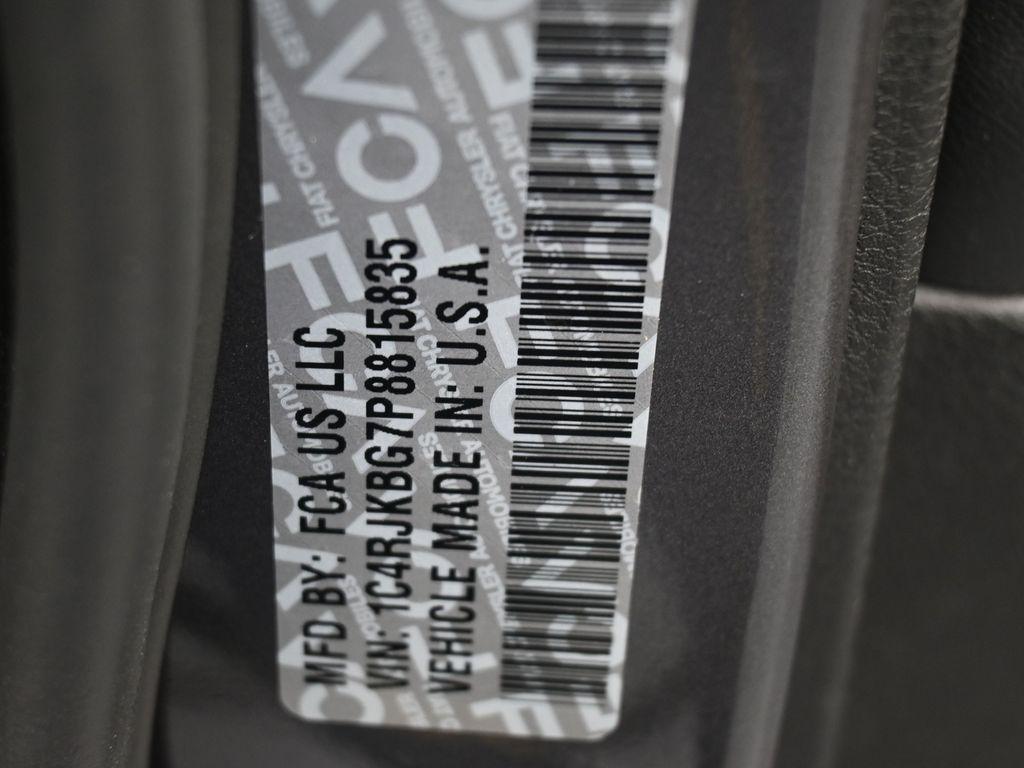 MFD BY: FCA US LLC
VIN: 1C4RJKBG7P8815835
VEHICLE MADE IN: U.S.A.